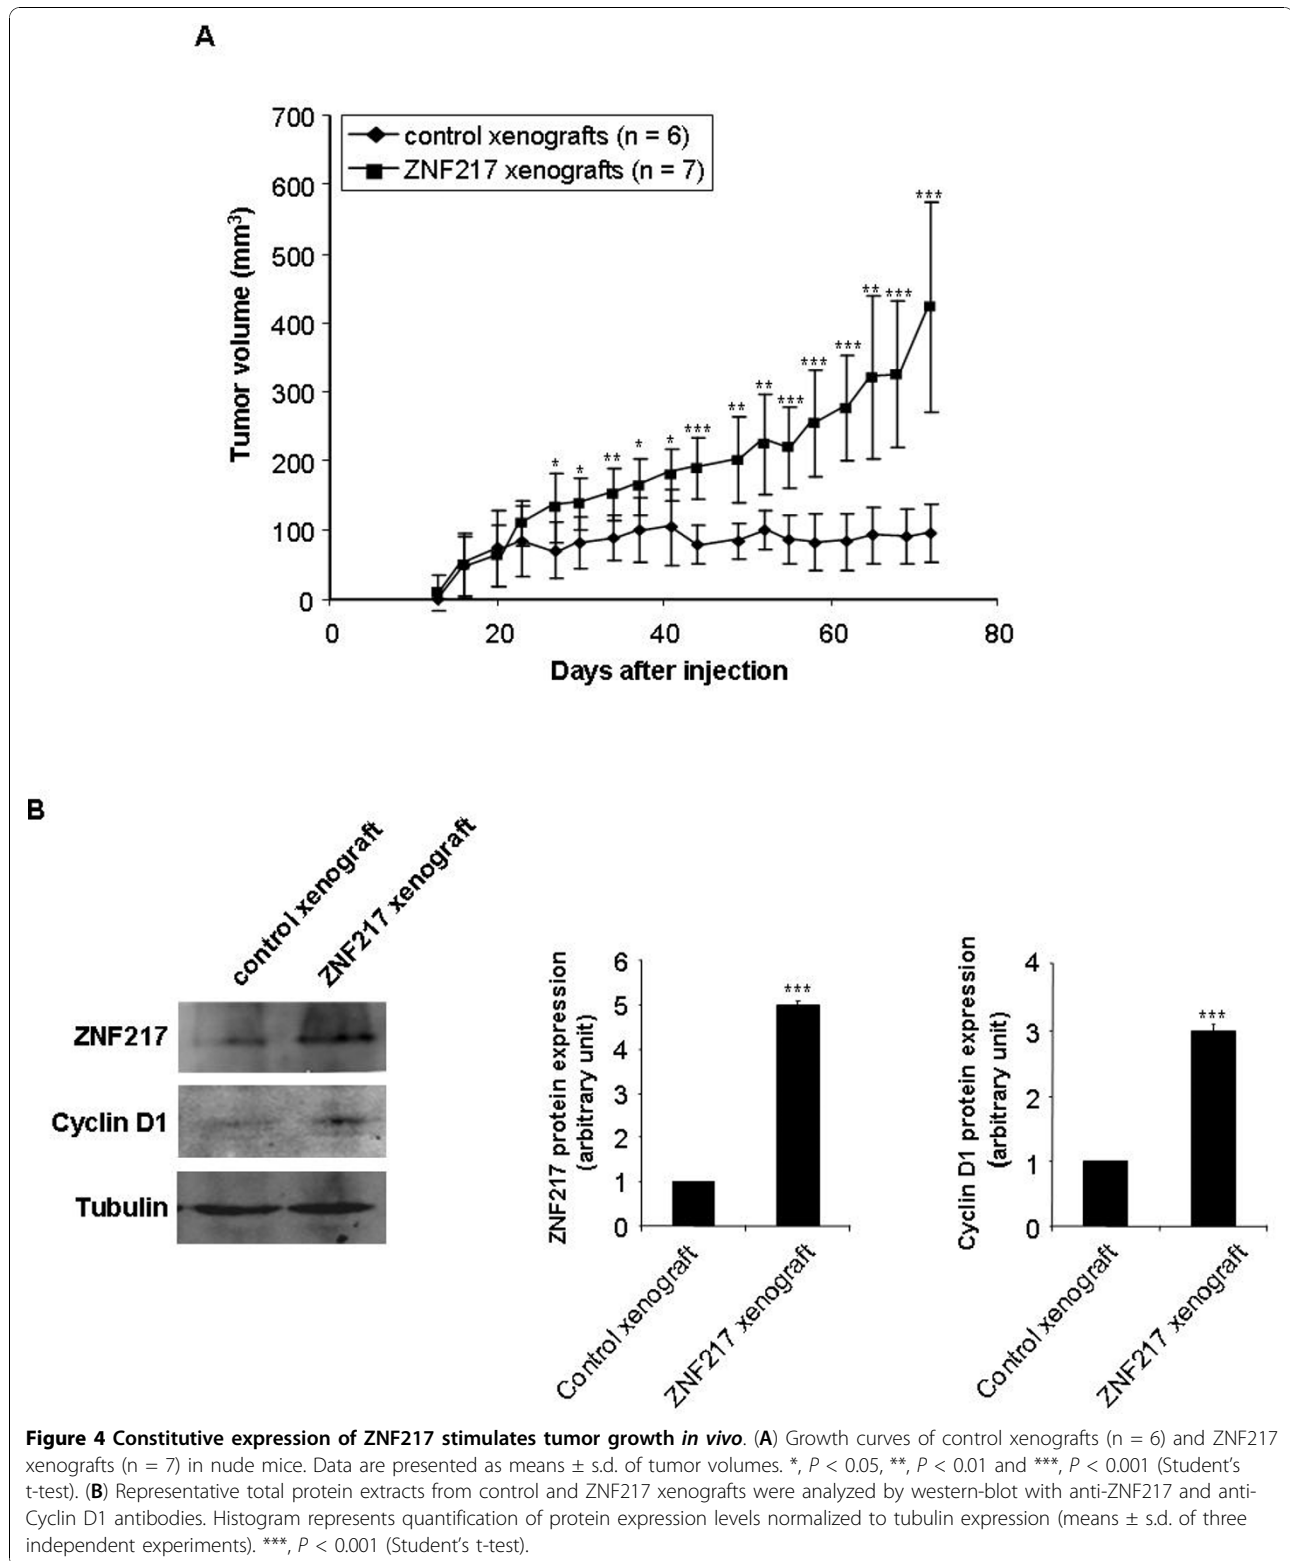 A
700
600
500
400
300
200
100
0
Tumor volume (mm³)
control xenografts (n = 6)
ZNF217 xenografts (n = 7)
* * ** * * *** ** ** *** *** *** ** *** ***
0 20 40 60 80
Days after injection
B
control xenograft
ZNF217 xenograft
ZNF217
Cyclin D1
Tubulin
ZNF217 protein expression
(arbitrary unit)
6
5
4
3
2
1
0
***
Control xenograft
ZNF217 xenograft
Cyclin D1 protein expression
(arbitrary unit)
4
3
2
1
0
***
Control xenograft
ZNF217 xenograft
Figure 4 Constitutive expression of ZNF217 stimulates tumor growth in vivo. (A) Growth curves of control xenografts (n = 6) and ZNF217
xenografts (n = 7) in nude mice. Data are presented as means ± s.d. of tumor volumes. *, P < 0.05, **, P < 0.01 and ***, P < 0.001 (Student's
t-test). (B) Representative total protein extracts from control and ZNF217 xenografts were analyzed by western-blot with anti-ZNF217 and anti-
Cyclin D1 antibodies. Histogram represents quantification of protein expression levels normalized to tubulin expression (means ± s.d. of three
independent experiments). ***, P < 0.001 (Student's t-test).